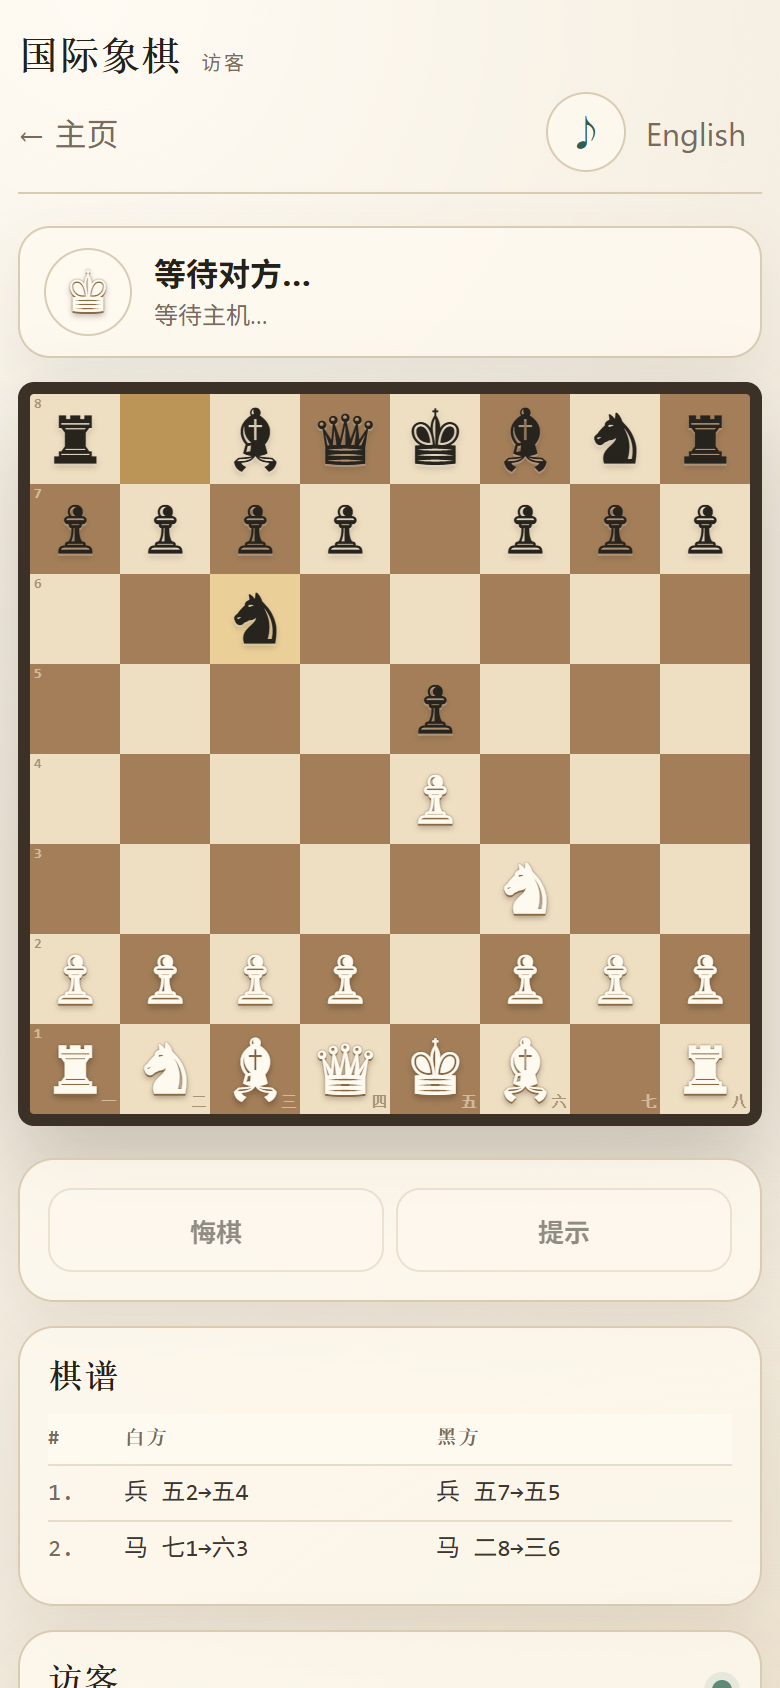 国际象棋 访客
← 主页
English
等待对方...
等待主机...
8
7
6
5
4
3
2
1
一 二 三 四 五 六 七 八
悔棋 提示
棋谱
# 白方 黑方
1. 兵 五2→五4 兵 五7→五5
2. 马 七1→六3 马 二8→三6
访客